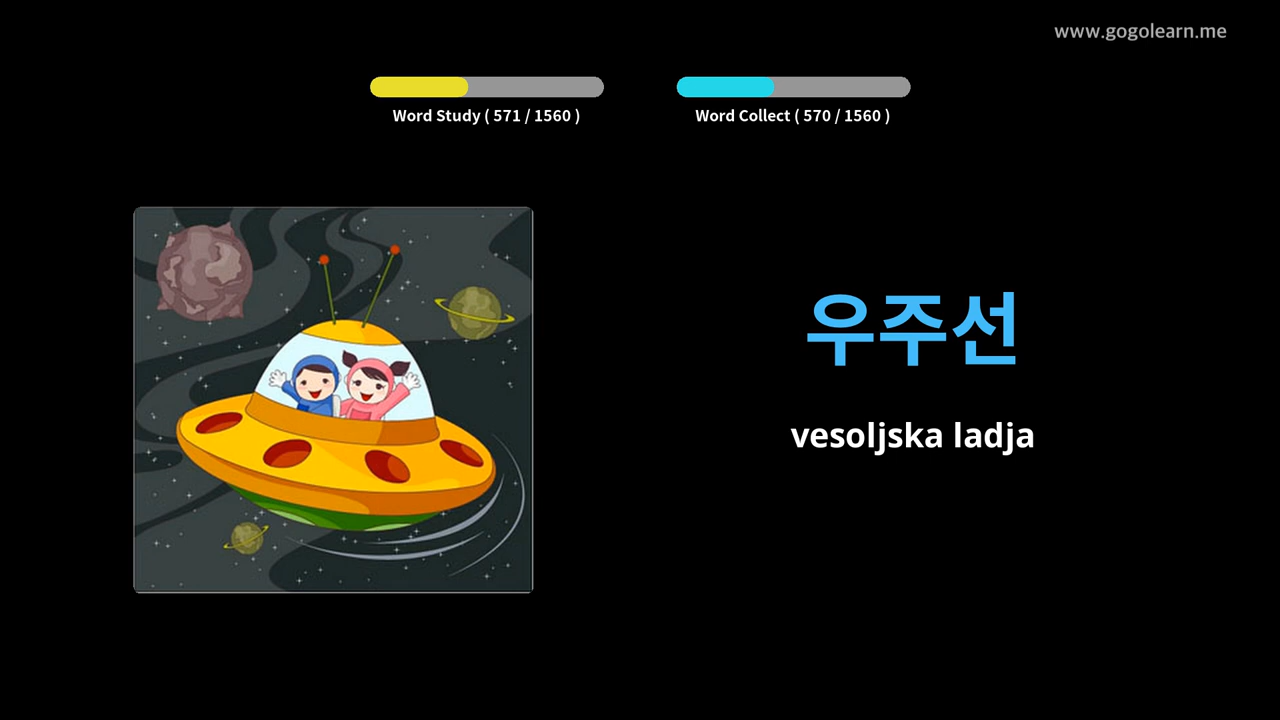 www.gogolearn.me
Word Study ( 571 / 1560 )
Word Collect ( 570 / 1560 )
우주선
vesoljska ladja